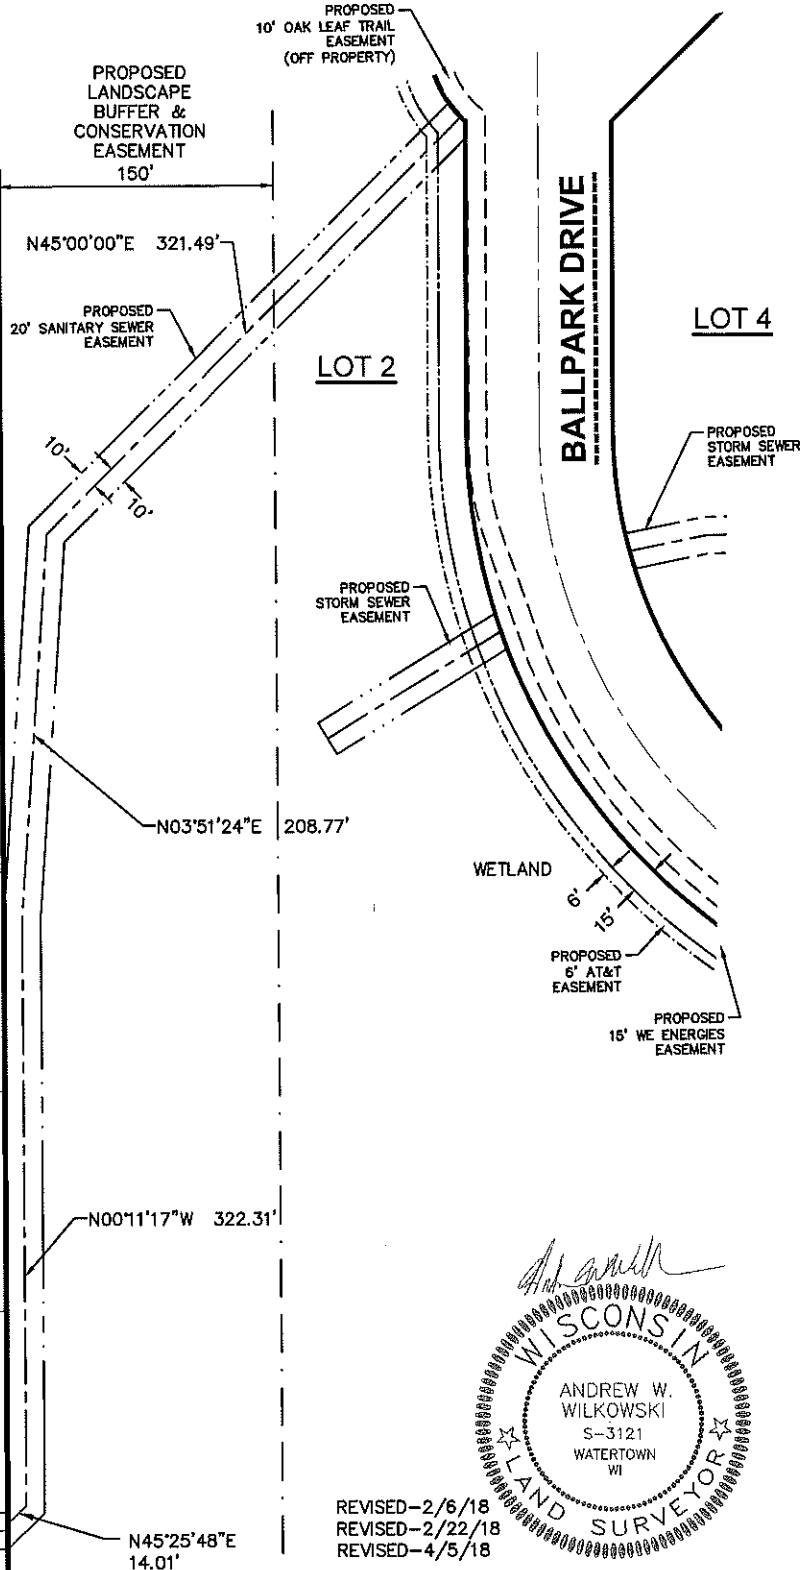 PROPOSED
10' OAK LEAF TRAIL
EASEMENT
(OFF PROPERTY)
PROPOSED
LANDSCAPE
BUFFER &
CONSERVATION
EASEMENT
150'
N45°00'00"E 321.49'
PROPOSED
20' SANITARY SEWER
EASEMENT
BALLPARK DRIVE
LOT 4
LOT 2
PROPOSED
STORM SEWER
EASEMENT
10'
10'
PROPOSED
STORM SEWER
EASEMENT
N03°51'24"E 208.77'
WETLAND
6'
15'
PROPOSED
6' AT&T
EASEMENT
PROPOSED
15' WE ENERGIES
EASEMENT
N00°11'17"W 322.31'
WISCONSIN
ANDREW W.
WILKOWSKI
S-3121
WATERTOWN
WI
LAND SURVEYOR
REVISED-2/6/18
REVISED-2/22/18
REVISED-4/5/18
N45°25'48"E
14.01'